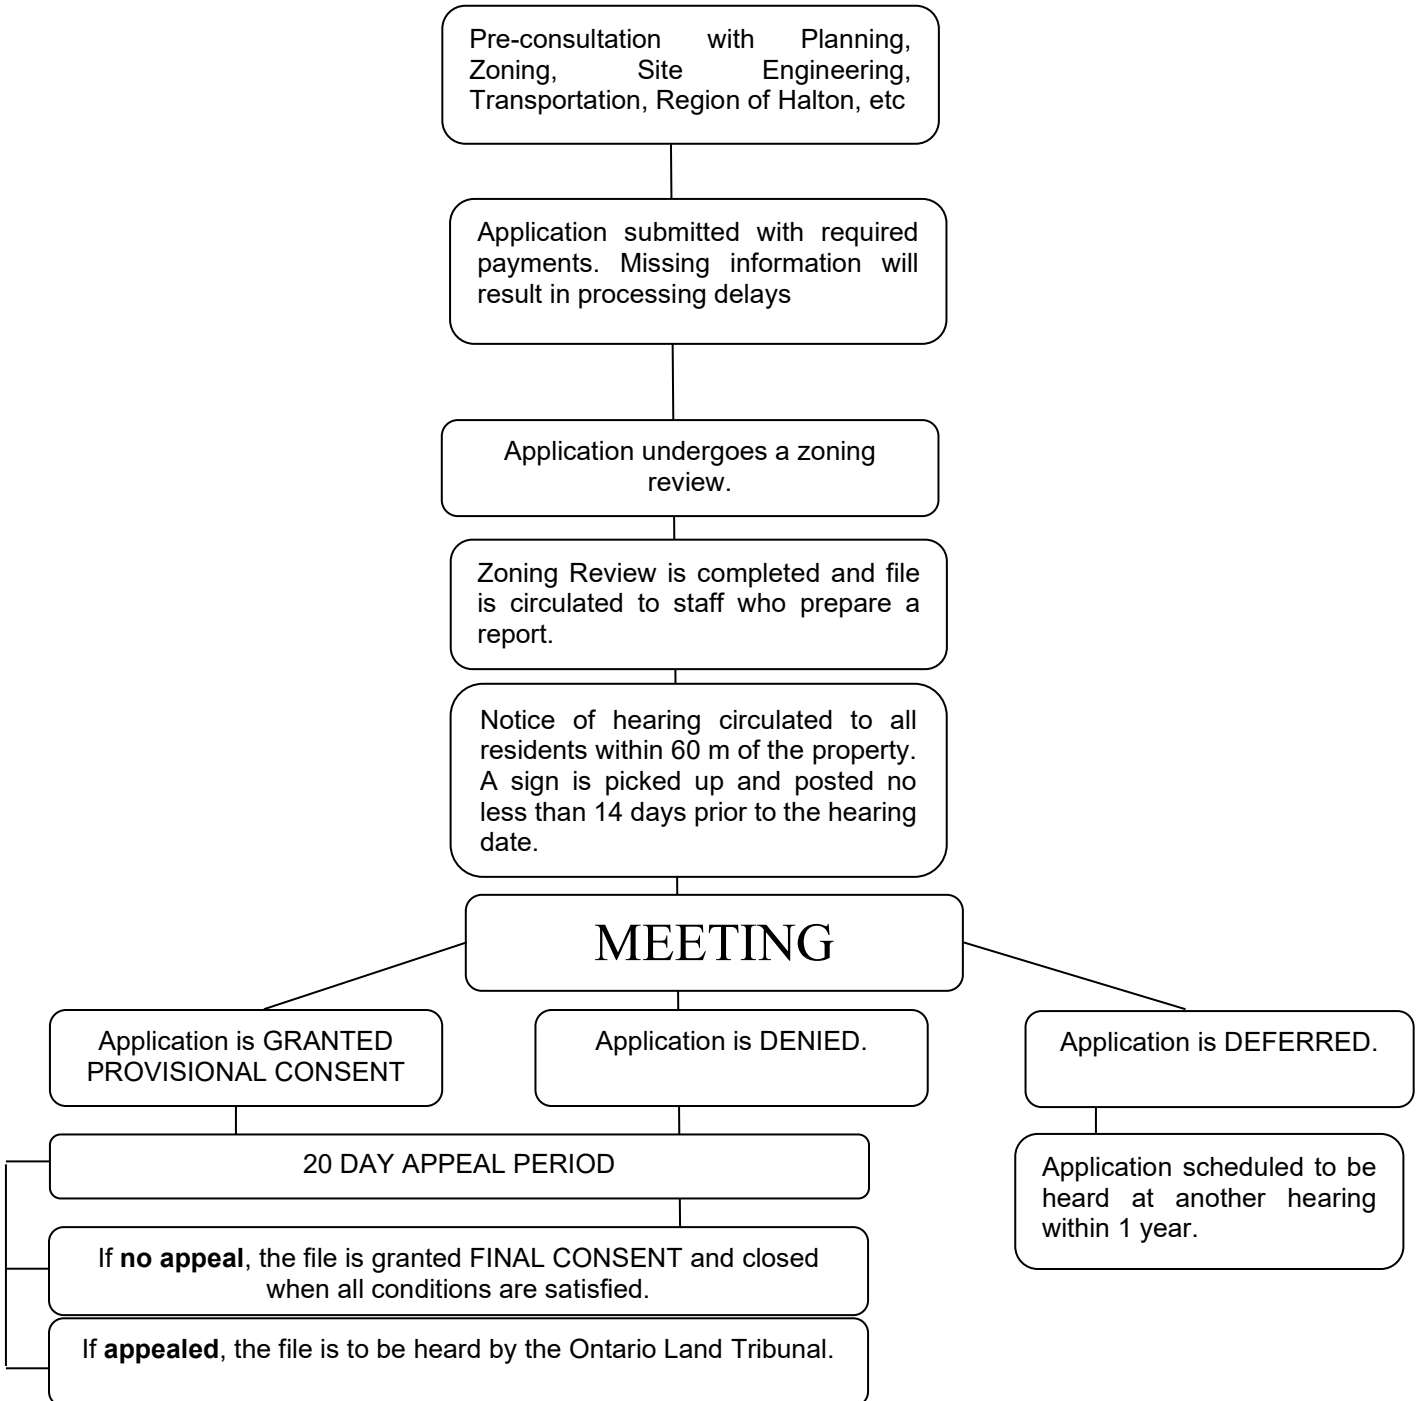 Pre-consultation with Planning,
Zoning, Site Engineering,
Transportation, Region of Halton, etc
Application submitted with required
payments. Missing information will
result in processing delays
Application undergoes a zoning
review.
Zoning Review is completed and file
is circulated to staff who prepare a
report.
Notice of hearing circulated to all
residents within 60 m of the property.
A sign is picked up and posted no
less than 14 days prior to the hearing
date.
MEETING
Application is GRANTED
PROVISIONAL CONSENT
Application is DENIED.
Application is DEFERRED.
20 DAY APPEAL PERIOD
Application scheduled to be
heard at another hearing
within 1 year.
If no appeal, the file is granted FINAL CONSENT and closed
when all conditions are satisfied.
If appealed, the file is to be heard by the Ontario Land Tribunal.